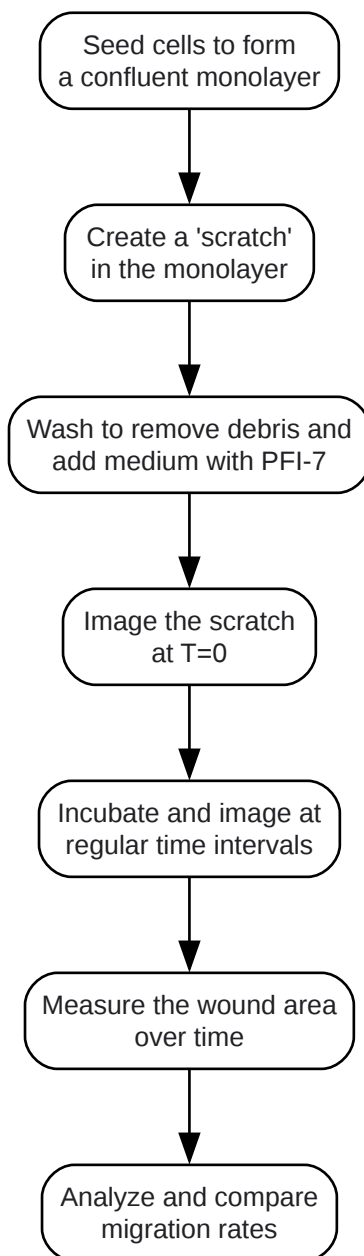 Seed cells to form
a confluent monolayer
Create a 'scratch'
in the monolayer
Wash to remove debris and
add medium with PFI-7
Image the scratch
at T=0
Incubate and image at
regular time intervals
Measure the wound area
over time
Analyze and compare
migration rates